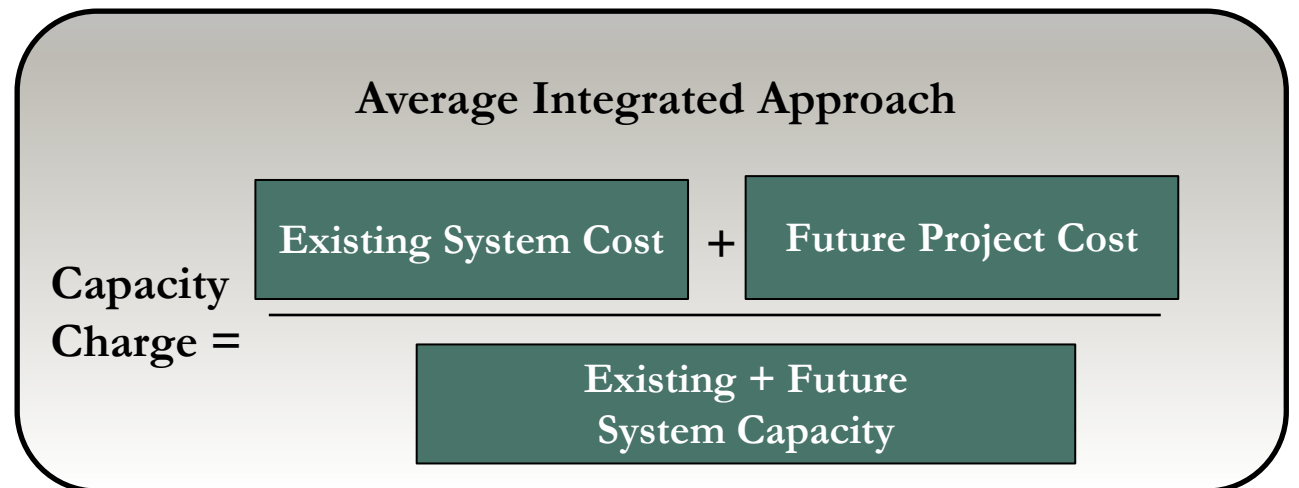 Average Integrated Approach
Existing System Cost + Future Project Cost
Capacity
Charge =
Existing + Future
System Capacity